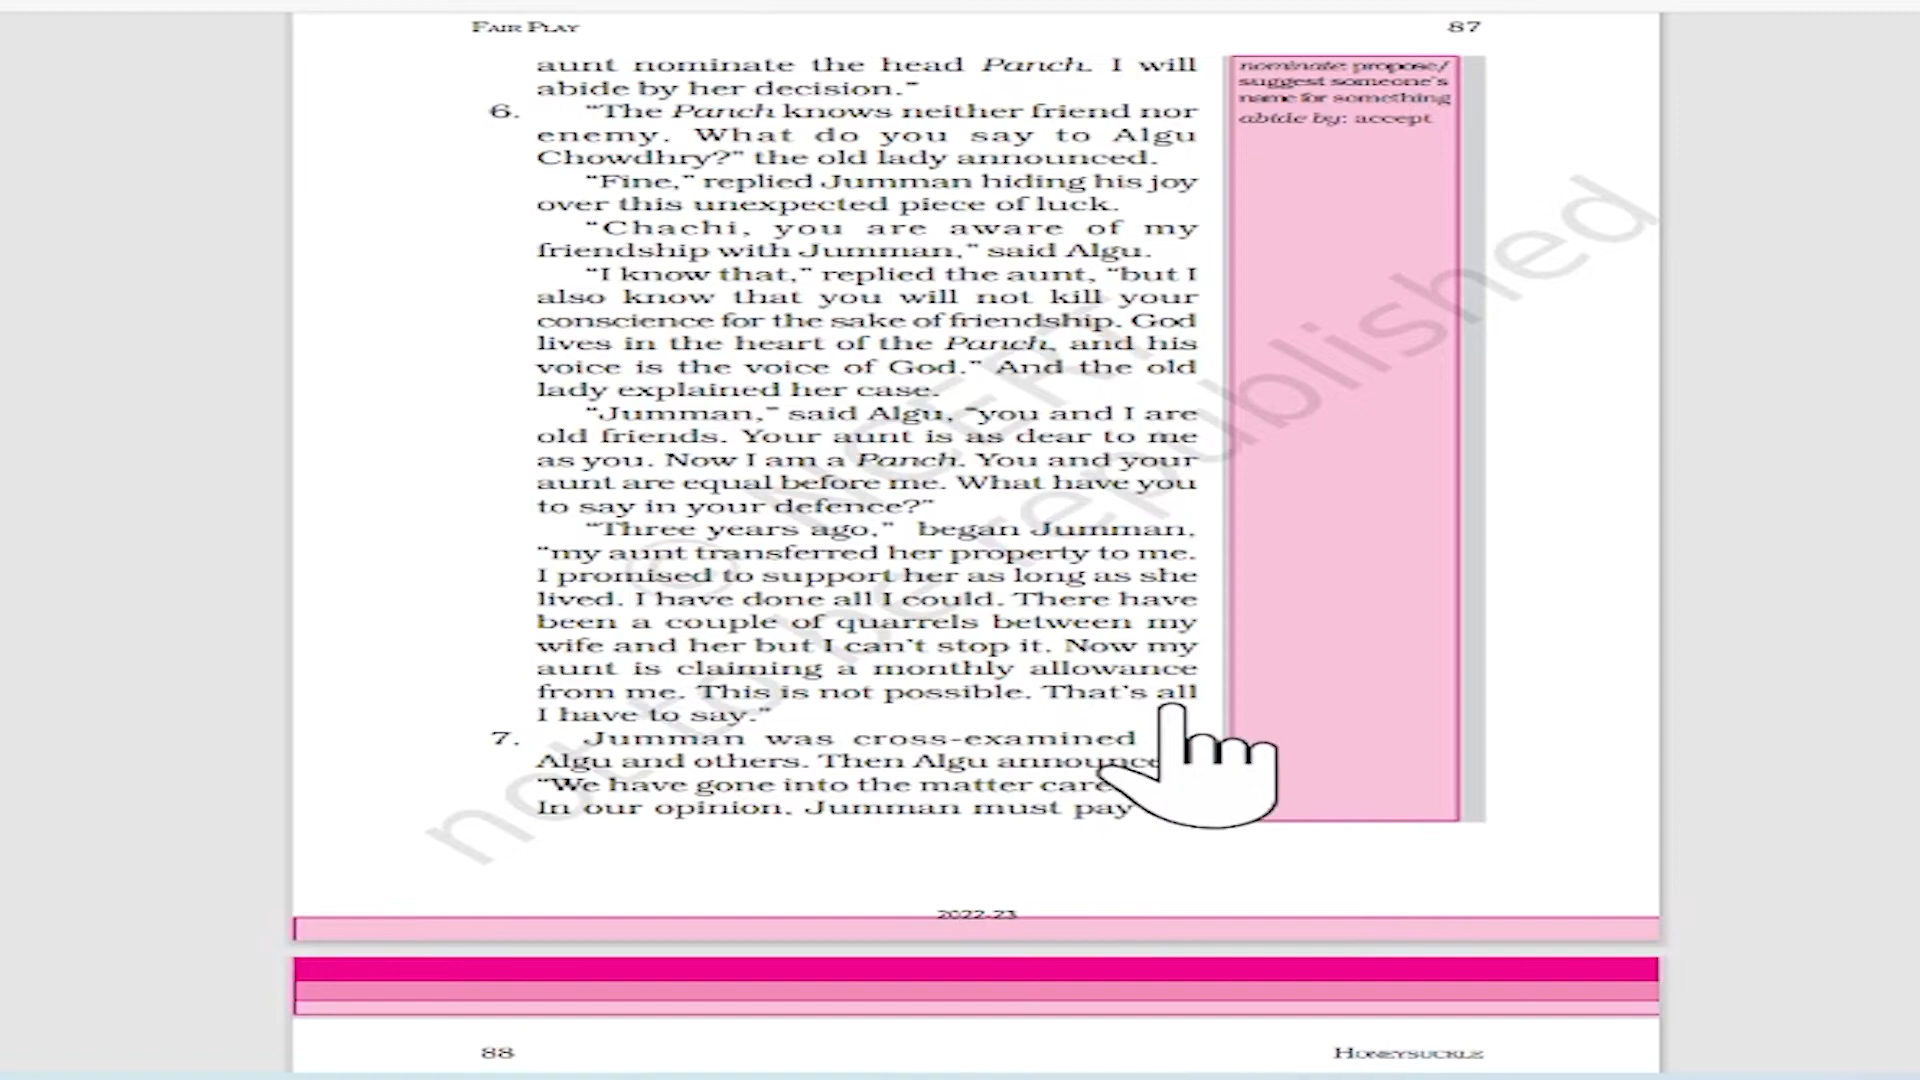 FAIR PLAY
87
aunt nominate the head Panch. I will
abide by her decision."
6. "The Panch knows neither friend nor
enemy. What do you say to Algu
Chowdhry?" the old lady announced.
"Fine," replied Jumman hiding his joy
over this unexpected piece of luck.
"Chachi, you are aware of my
friendship with Jumman," said Algu.
"I know that," replied the aunt, "but I
also know that you will not kill your
conscience for the sake of friendship. God
lives in the heart of the Panch, and his
voice is the voice of God." And the old
lady explained her case.
"Jumman," said Algu, "you and I are
old friends. Your aunt is as dear to me
as you. Now I am a Panch. You and your
aunt are equal before me. What have you
to say in your defence?"
"Three years ago," began Jumman,
"my aunt transferred her property to me.
I promised to support her as long as she
lived. I have done all I could. There have
been a couple of quarrels between my
wife and her but I can't stop it. Now my
aunt is claiming a monthly allowance
from me. This is not possible. That's all
I have to say."
7. Jumman was cross-examined
Algu and others. Then Algu announce
"We have gone into the matter care
In our opinion, Jumman must pay
nominate: propose/
suggest someone's
name for something
abide by: accept
© NCERT
not to be republished
2022-23
88
HONEYSUCKLE